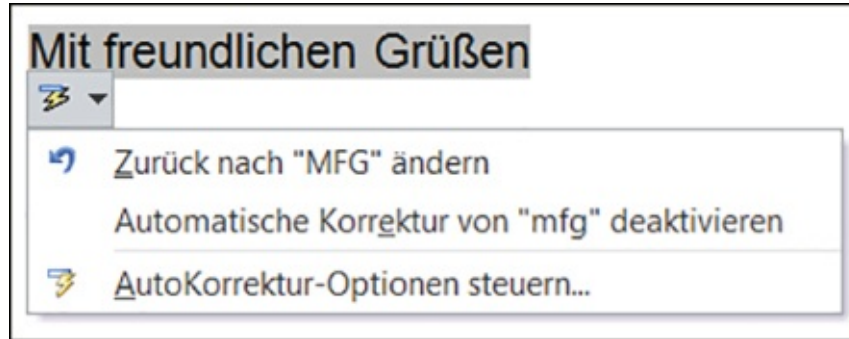 Mit freundlichen Grüßen
Zurück nach "MFG" ändern
Automatische Korrektur von "mfg" deaktivieren
AutoKorrektur-Optionen steuern...